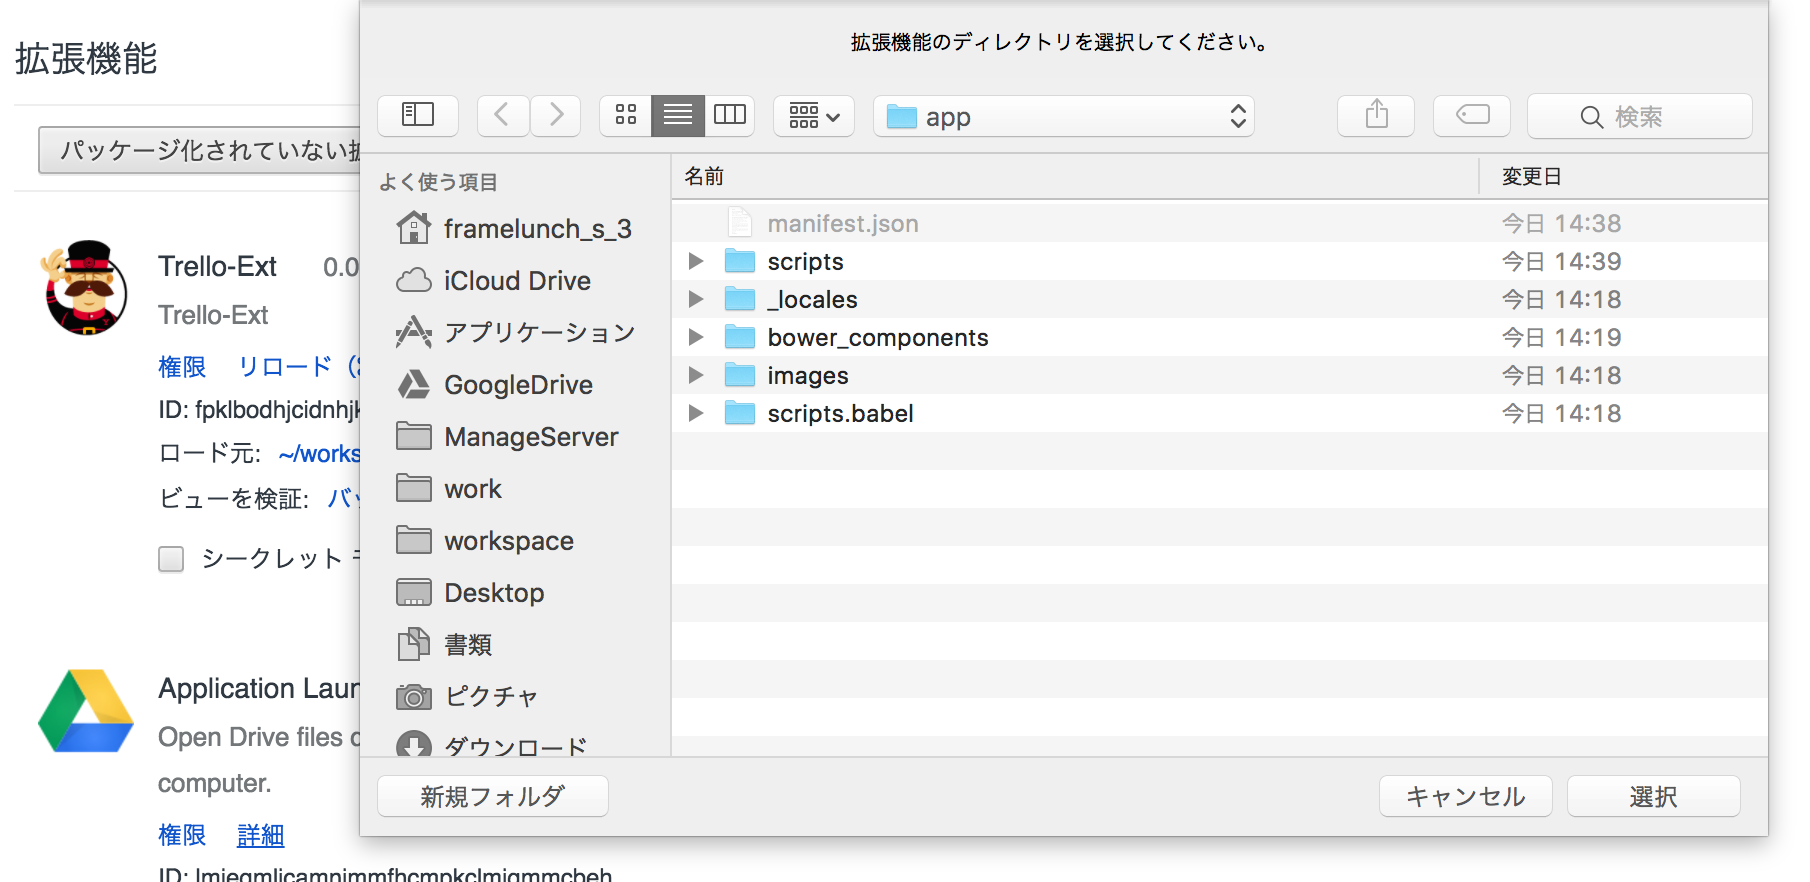 拡張機能
パッケージ化されていない
Trello-Ext 0.0
Trello-Ext
権限 リロード
ID: fpklbodhjcidnhjk
ロード元: ~/works
ビューを検証: バッ
シークレット
Application Laun
Open Drive files
computer.
権限 詳細
拡張機能のディレクトリを選択してください。
app
検索
よく使う項目
framelunch_s_3
iCloud Drive
アプリケーション
GoogleDrive
ManageServer
work
workspace
Desktop
書類
ピクチャ
ダウンロード
名前 変更日
manifest.json 今日 14:38
scripts 今日 14:39
_locales 今日 14:18
bower_components 今日 14:19
images 今日 14:18
scripts.babel 今日 14:18
新規フォルダ キャンセル 選択